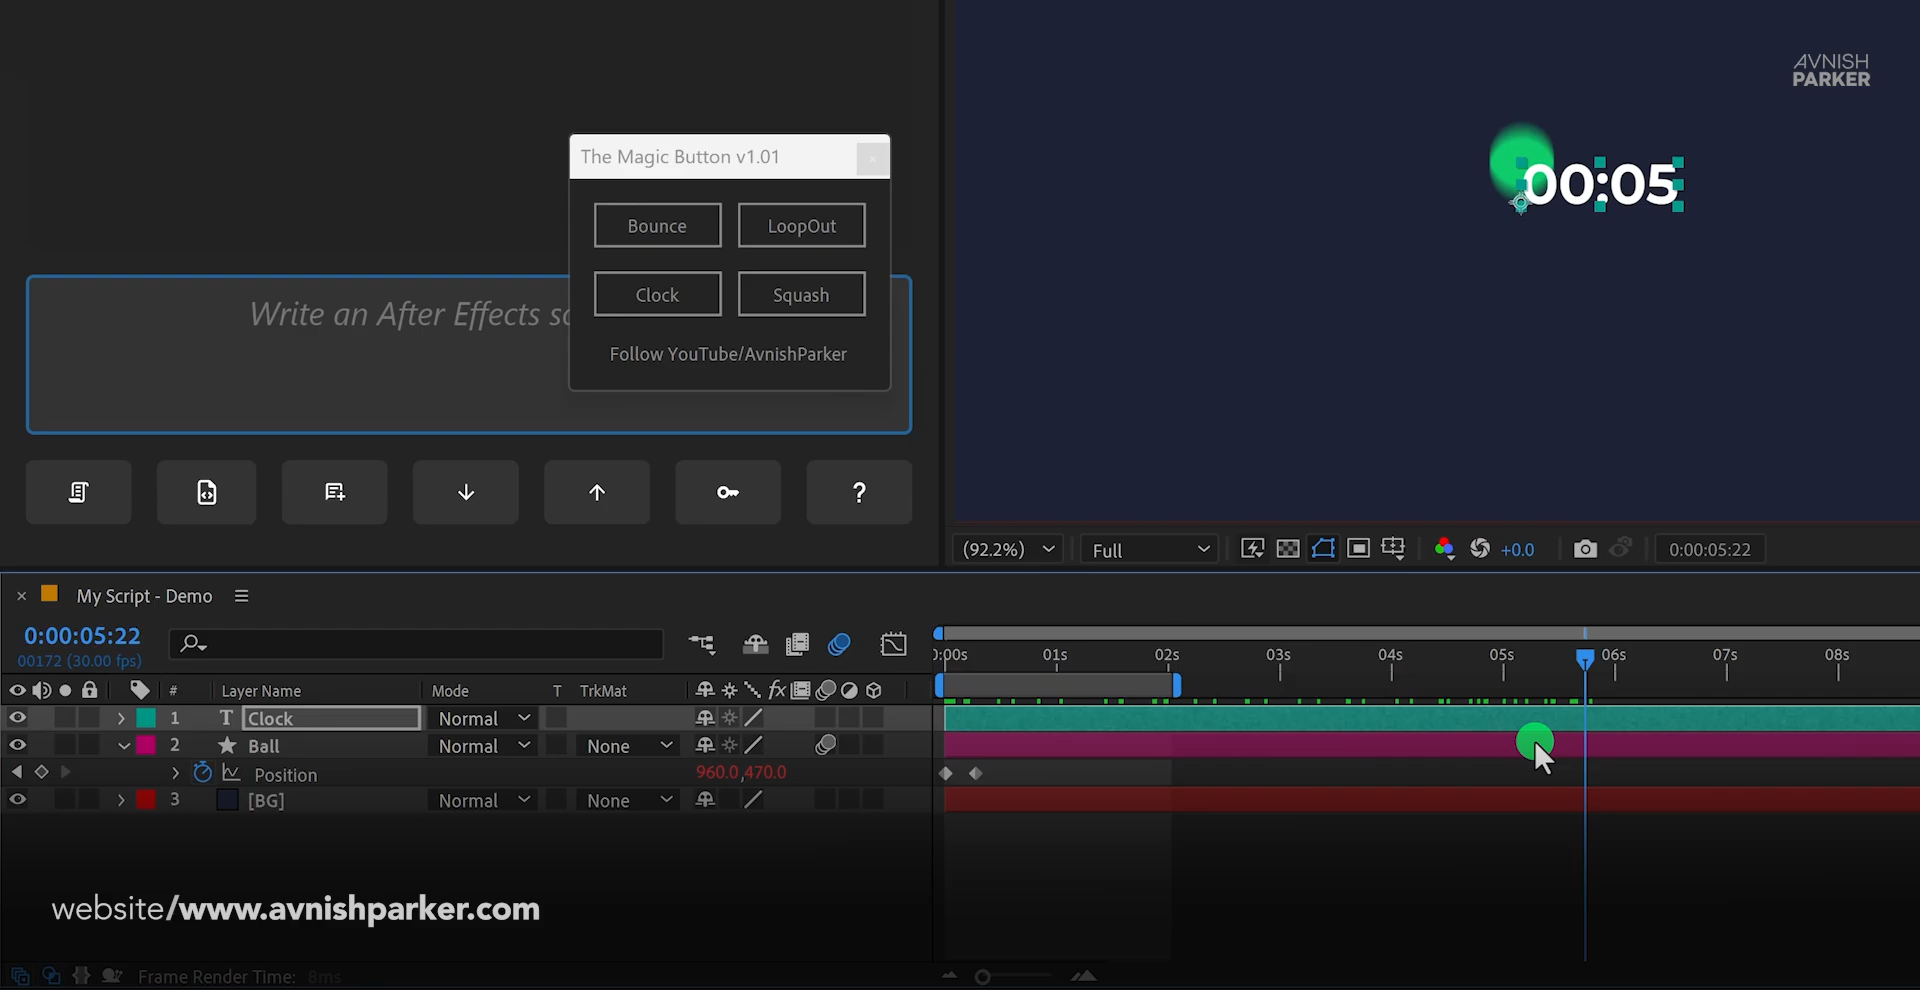 AVNISH
PARKER
The Magic Button v1.01
Bounce
LoopOut
Clock
Squash
Follow YouTube/AvnishParker
Write an After Effects
00:05
?
(92.2%)
Full
+0.0
0:00:05:22
My Script - Demo
0:00:05:22
00172 (30.00 fps)
:00s 01s 02s 03s 04s 05s 06s 07s 08s
# Layer Name Mode T TrkMat fx
1 T Clock Normal
2 Ball Normal None
Position 960.0,470.0
3 [BG] Normal None
website/www.avnishparker.com
Frame Render Time: 8ms